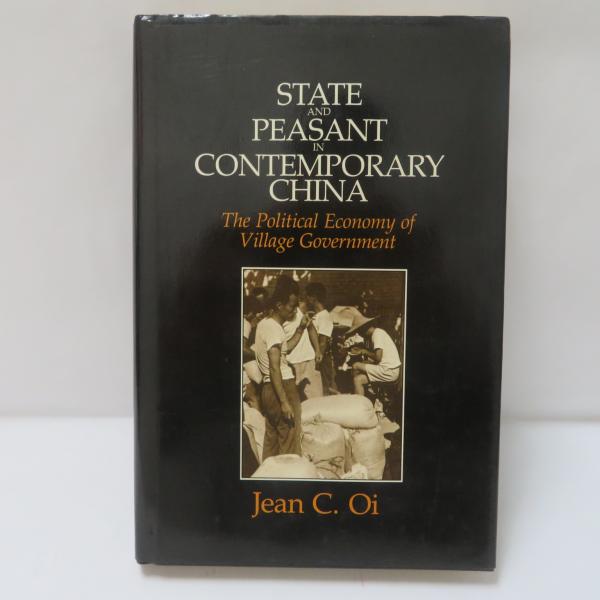 STATE
AND
PEASANT
IN
CONTEMPORARY
CHINA
The Political Economy of
Village Government
Jean C. Oi